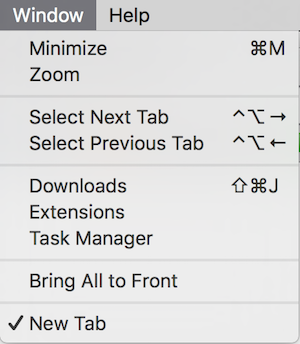 Window Help
Minimize ⌘M
Zoom
Select Next Tab ^⌥→
Select Previous Tab ^⌥←
Downloads ⇧⌘J
Extensions
Task Manager
Bring All to Front
✓ New Tab